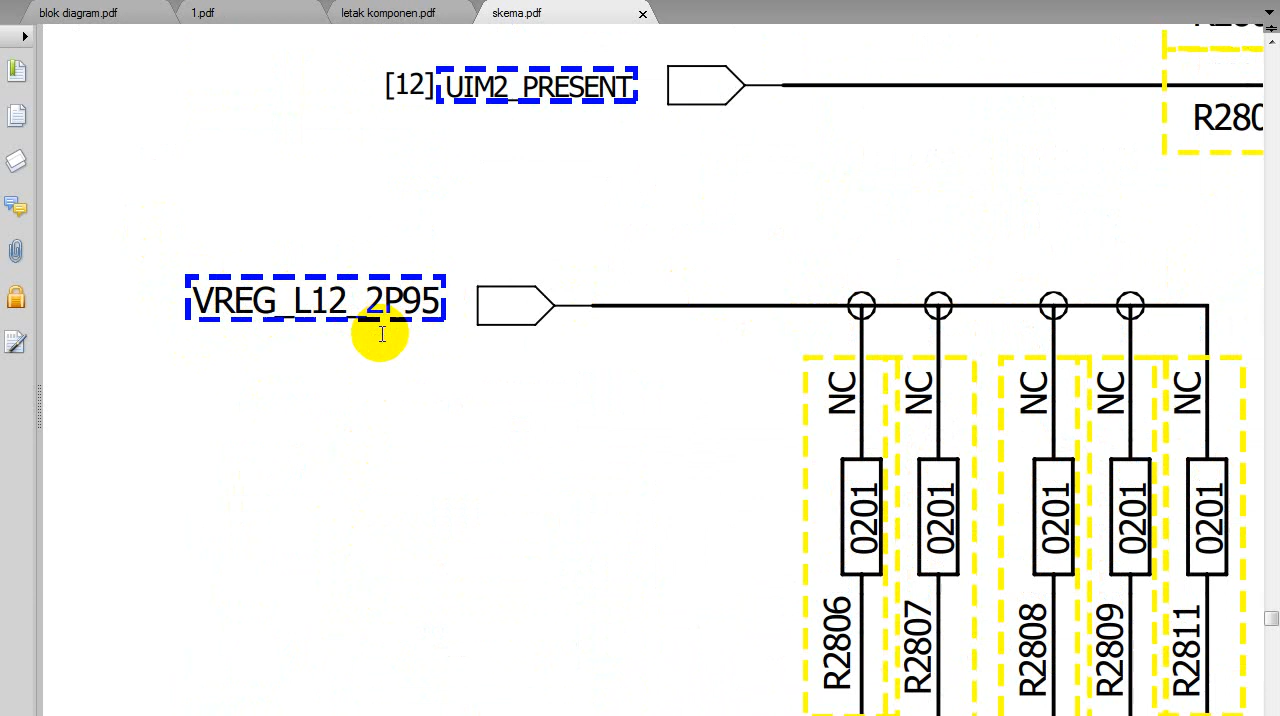 blok diagram.pdf 1.pdf letak komponen.pdf skema.pdf
[12] UIM2_PRESENT
R280
VREG_L12_2P95
NC NC NC NC NC
0201 0201 0201 0201 0201
R2806 R2807 R2808 R2809 R2811